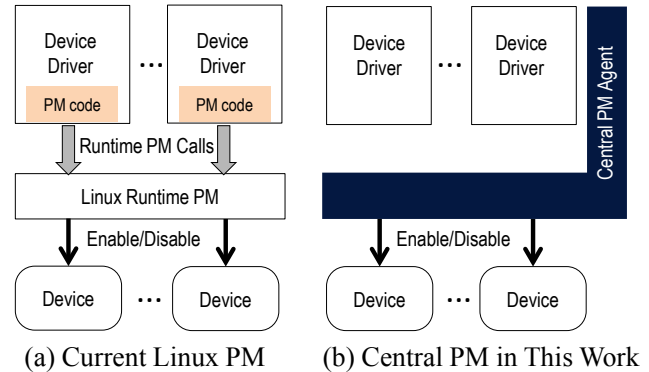 Device
Driver
PM code
...
Device
Driver
PM code
Runtime PM Calls
Linux Runtime PM
Enable/Disable
Device
...
Device
(a) Current Linux PM
Device
Driver
...
Device
Driver
Central PM Agent
Enable/Disable
Device
...
Device
(b) Central PM in This Work